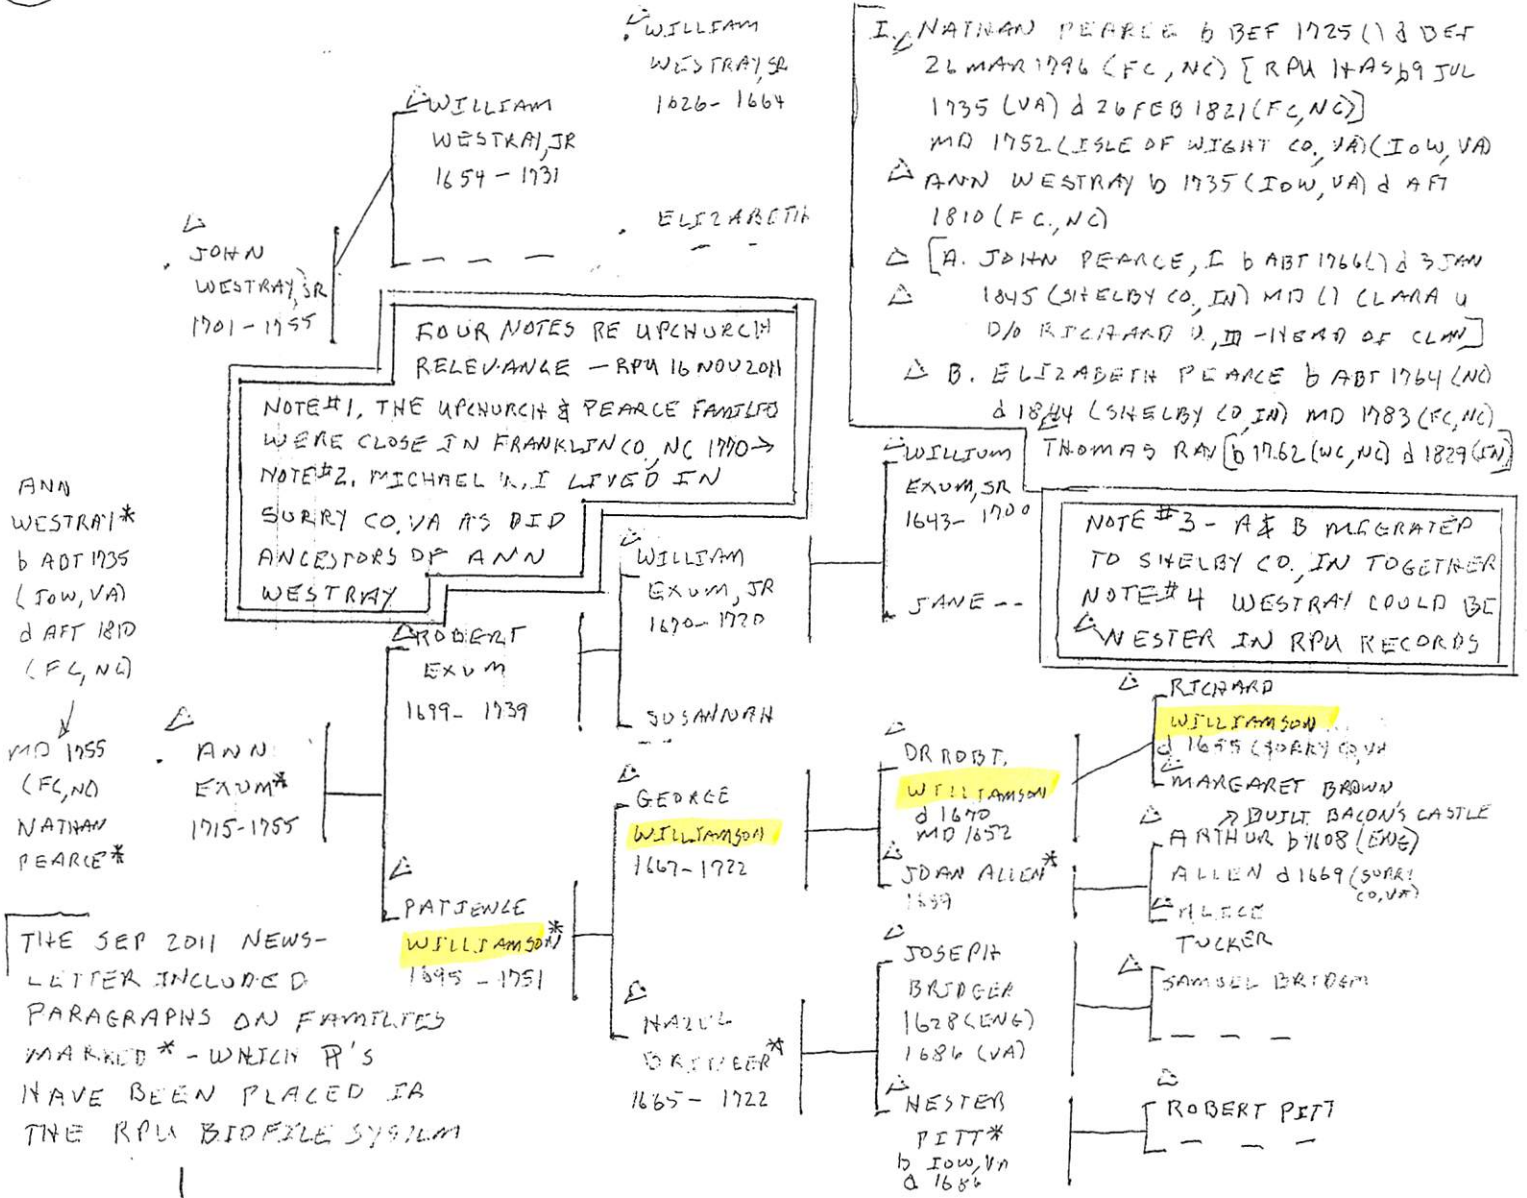 WILLIAM
WESTRAY, SR
1626- 1664
WILLIAM
WESTRAY, JR
1654 - 1731
ELIZABETH
JOHN
WESTRAY, JR
1701 - 1755
I. NATHAN PEARCE b BEF 1725 () d BEF
26 MAR 1796 (FC, NC) [RPU HAS b 9 JUL
1735 (VA) d 26 FEB 1821 (FC, NC)]
MD 1752 (ISLE OF WIGHT CO., VA) (IOW, VA)
ANN WESTRAY b 1735 (IOW, VA) d AFT
1810 (FC., NC)
[A. JOHN PEARCE, I b ABT 1766 () d 3 JAN
1845 (SHELBY CO, IN) MD () CLARA U
D/O RICHARD U, III - HEAD OF CLAN]
B. ELIZABETH PEARCE b ABT 1764 (NC)
d 1844 (SHELBY CO, IN) MD 1783 (FC, NC)
THOMAS RAY [b 1762 (WC, NC) d 1829 (IN)]
FOUR NOTES RE UPCHURCH
RELEVANCE - RPU 16 NOV 2011
NOTE #1, THE UPCHURCH & PEARCE FAMILIES
WERE CLOSE IN FRANKLIN CO, NC 1770 →
NOTE #2, MICHAEL U, I LIVED IN
SURRY CO. VA AS DID
ANCESTORS OF ANN
WESTRAY
NOTE #3 - A & B MIGRATED
TO SHELBY CO., IN TOGETHER
NOTE #4 WESTRAY COULD BE
WESTER IN RPU RECORDS
ANN
WESTRAY*
b ABT 1735
(IOW, VA)
d AFT 1810
(FC, NC)
MD 1755
(FC, NC)
NATHAN
PEARCE*
ANN
EXUM*
1715-1755
ROBERT
EXUM
1699- 1739
WILLIAM
EXUM, JR
1670- 1720
SUSANNAH
--
WILLIUM
EXUM, SR
1643- 1700
JANE --
PATIENCE
WILLIAMSON*
1695 - 1751
GEORGE
WILLIAMSON
1667- 1722
HAZUL
BRIDGER*
1665- 1722
DR ROBT.
WILLIAMSON
d 1670
MD 1652
JOAN ALLEN*
JOSEPH
BRIDGER
1628 (ENG)
1686 (VA)
HESTER
PITT*
b IOW, VA
d 1686
RICHARD
WILLIAMSON
d 1655 (SURRY CO, VA
MARGARET BROWN
↗ BUILT BACON'S CASTLE
ARTHUR b 1608 (ENG)
ALLEN d 1669 (SURRY
CO, VA)
ALICE
TUCKER
SAMUEL BRIDGER
ROBERT PITT
THE SEP 2011 NEWS-
LETTER INCLUDED
PARAGRAPHS ON FAMILIES
MARKED * - WHICH P'S
HAVE BEEN PLACED IN
THE RPU BIOFILE SYSTEM